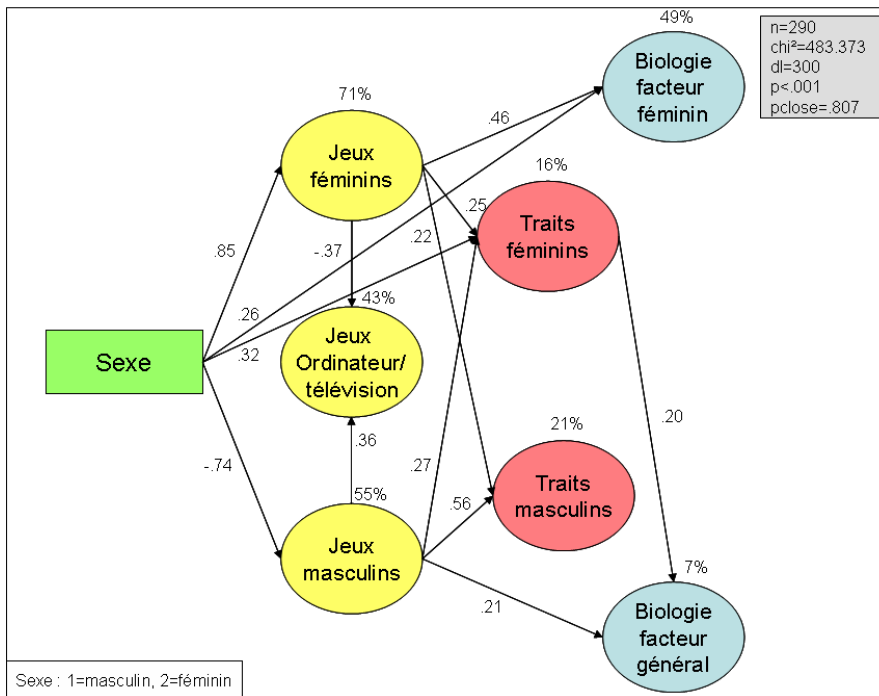 49%
n=290
chi²=483.373
dl=300
p<.001
pclose=.807
Biologie
facteur
féminin
71%
.46
Jeux
féminins
16%
.25
Traits
féminins
.22
-.37
.85
43%
.26
.32
Sexe
Jeux
Ordinateur/
télévision
.36
.20
21%
-.74
.27
55%
.56
Traits
masculins
Jeux
masculins
7%
.21
Biologie
facteur
général
Sexe : 1=masculin, 2=féminin